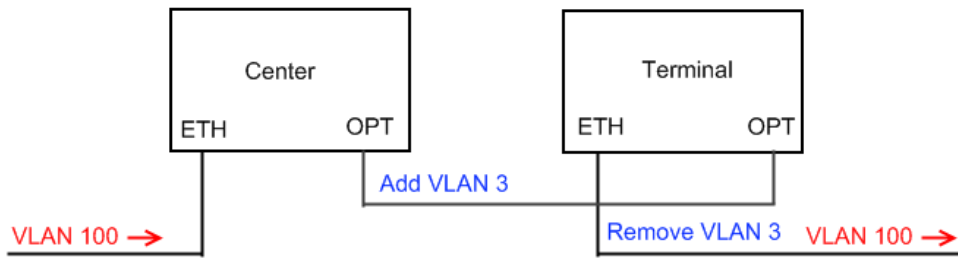 Center
Terminal
ETH
OPT
ETH
OPT
Add VLAN 3
VLAN 100
Remove VLAN 3
VLAN 100